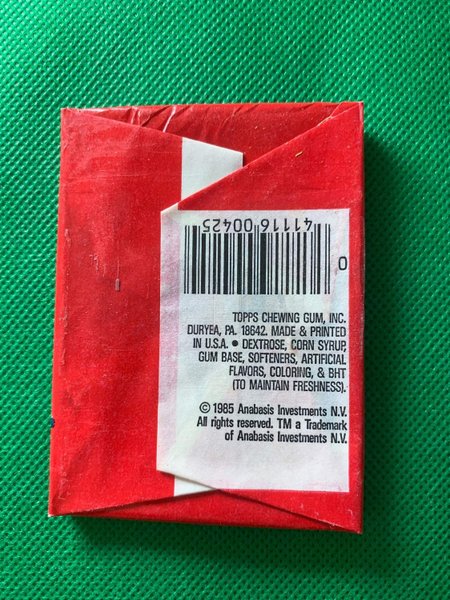 41116 00425
0
TOPPS CHEWING GUM, INC.
DURYEA, PA. 18642. MADE & PRINTED
IN U.S.A. • DEXTROSE, CORN SYRUP,
GUM BASE, SOFTENERS, ARTIFICIAL
FLAVORS, COLORING, & BHT
(TO MAINTAIN FRESHNESS).
© 1985 Anabasis Investments N.V.
All rights reserved. TM a Trademark
of Anabasis Investments N.V.